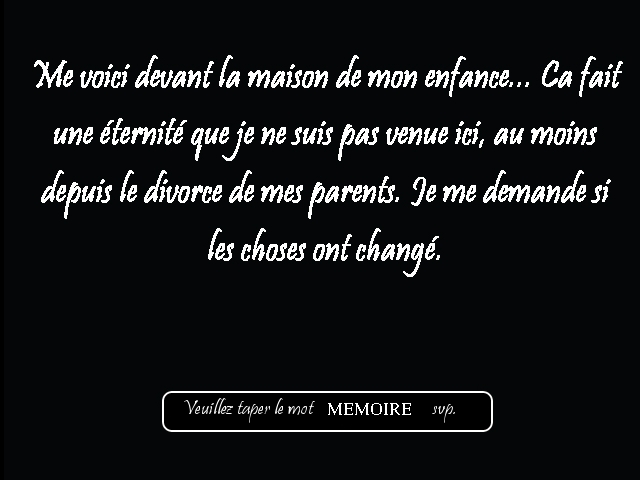 Me voici devant la maison de mon enfance... Ca fait
une éternité que je ne suis pas venue ici, au moins
depuis le divorce de mes parents. Je me demande si
les choses ont changé.
Veuillez taper le mot MEMOIRE svp.